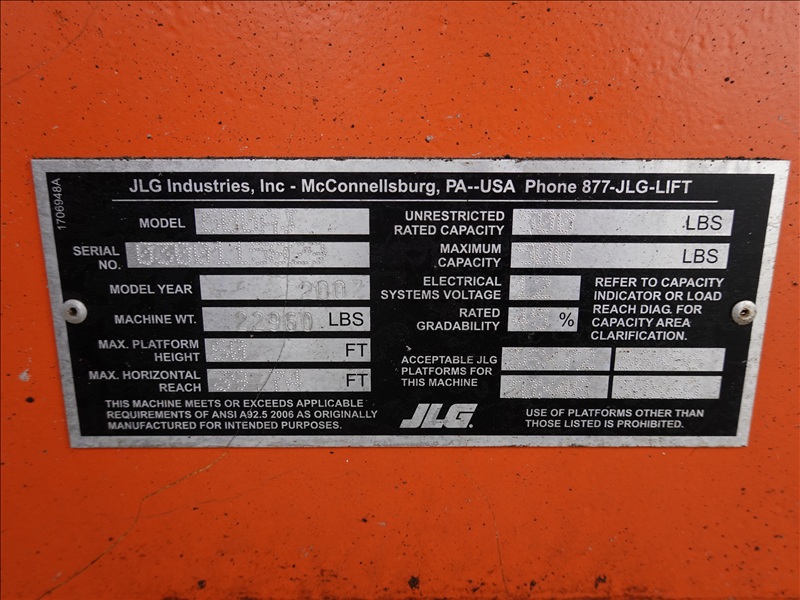 1706948A
JLG Industries, Inc - McConnellsburg, PA--USA Phone 877-JLG-LIFT
MODEL
SERIAL
NO.
MODEL YEAR
MACHINE WT. 22960 LBS
MAX. PLATFORM
HEIGHT FT
MAX. HORIZONTAL
REACH FT
THIS MACHINE MEETS OR EXCEEDS APPLICABLE
REQUIREMENTS OF ANSI A92.5 2006 AS ORIGINALLY
MANUFACTURED FOR INTENDED PURPOSES.
UNRESTRICTED
RATED CAPACITY LBS
MAXIMUM
CAPACITY LBS
ELECTRICAL
SYSTEMS VOLTAGE
RATED
GRADABILITY %
REFER TO CAPACITY
INDICATOR OR LOAD
REACH DIAG. FOR
CAPACITY AREA
CLARIFICATION.
ACCEPTABLE JLG
PLATFORMS FOR
THIS MACHINE
JLG
USE OF PLATFORMS OTHER THAN
THOSE LISTED IS PROHIBITED.